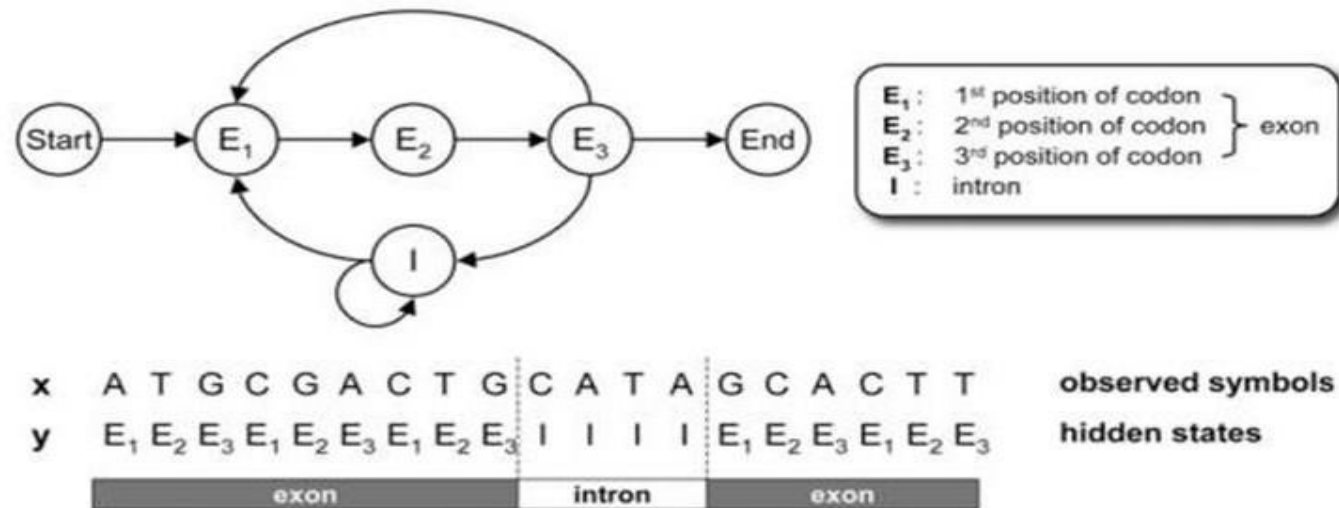 Start E₁ E₂ E₃ End
I
E₁ : 1st position of codon
E₂ : 2nd position of codon
E₃ : 3rd position of codon
exon
I : intron
x A T G C G A C T G C A T A G C A C T T observed symbols
y E₁ E₂ E₃ E₁ E₂ E₃ E₁ E₂ E₃ I I I I E₁ E₂ E₃ E₁ E₂ E₃ hidden states
exon intron exon